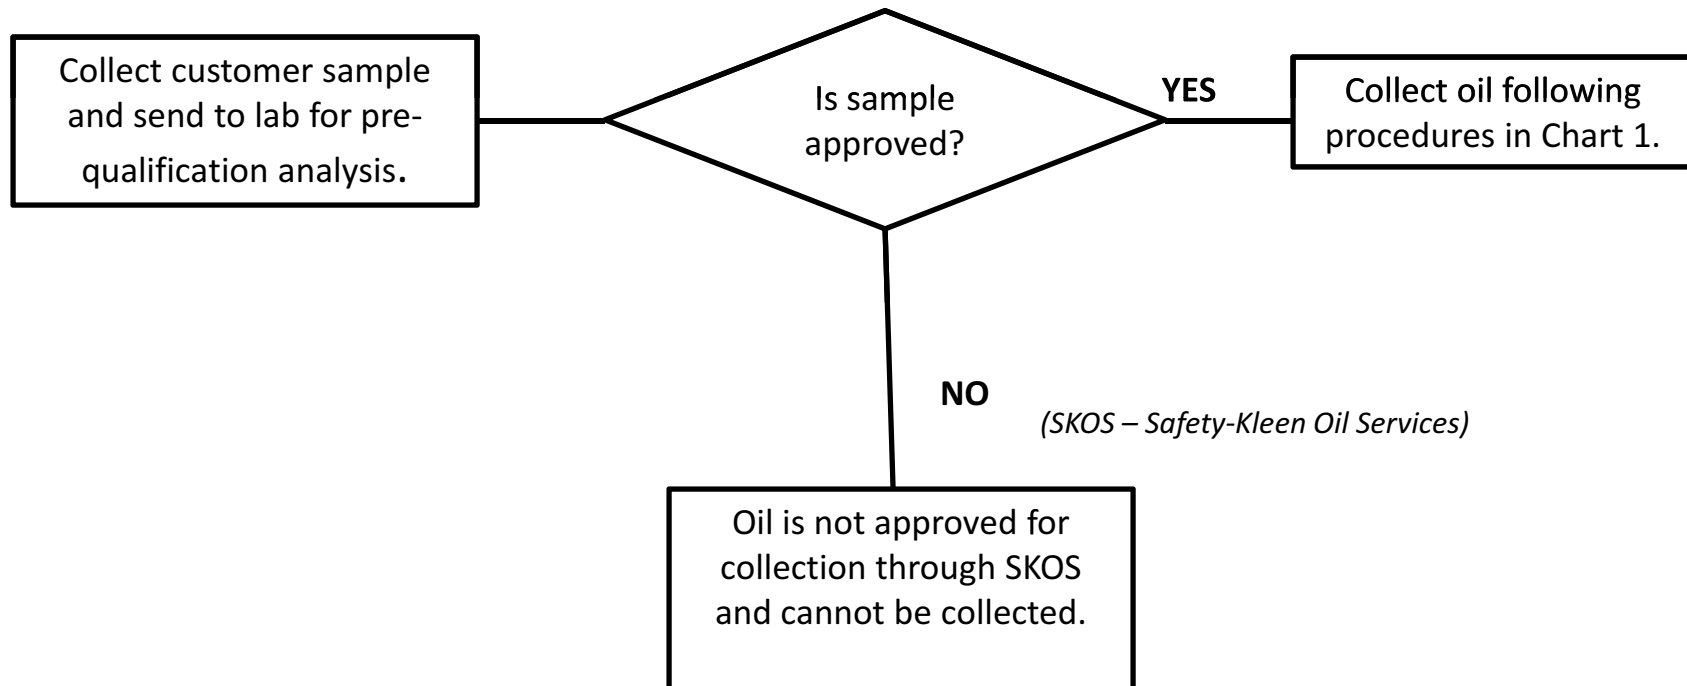 Collect customer sample
and send to lab for pre-
qualification analysis.
Is sample
approved?
YES
Collect oil following
procedures in Chart 1.
NO
(SKOS – Safety-Kleen Oil Services)
Oil is not approved for
collection through SKOS
and cannot be collected.